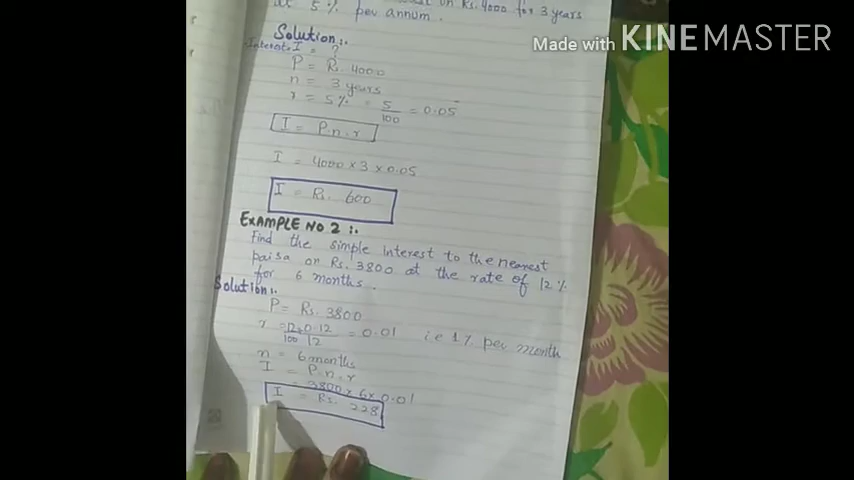 on Rs. 4000 for 3 years
at 5% per annum.
Made with KINEMASTER
Solution:.
Interest I = ?
P = Rs. 4000
n = 3 years
r = 5% = 5/100 = 0.05
I = P.n.r
I = 4000 × 3 × 0.05
I = Rs. 600
EXAMPLE NO 2 :.
Find the simple interest to the nearest
paisa on Rs. 3800 at the rate of 12%
for 6 months.
Solution:.
P = Rs. 3800
r = 12/100 0.12/12 = 0.01 i.e 1% per month
n = 6 months
I = P.n.r
= 3800 × 6 × 0.01
I = Rs. 228